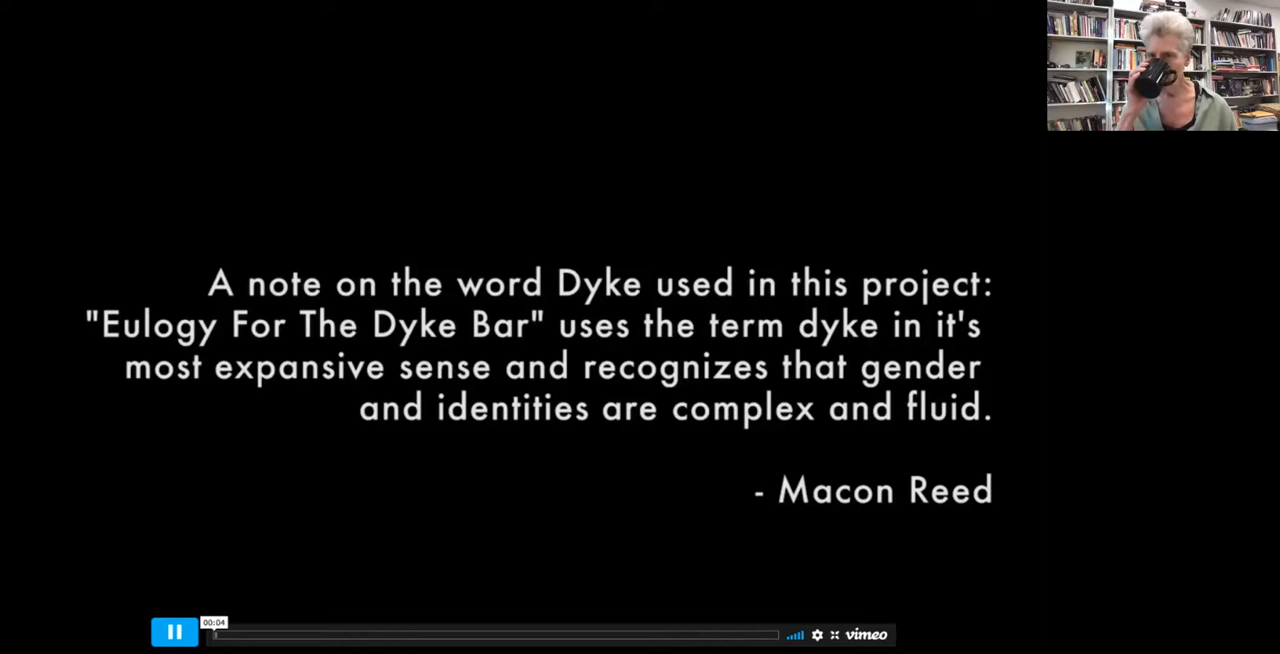 A note on the word Dyke used in this project:
"Eulogy For The Dyke Bar" uses the term dyke in it's
most expansive sense and recognizes that gender
and identities are complex and fluid.
- Macon Reed
00:04
vimeo